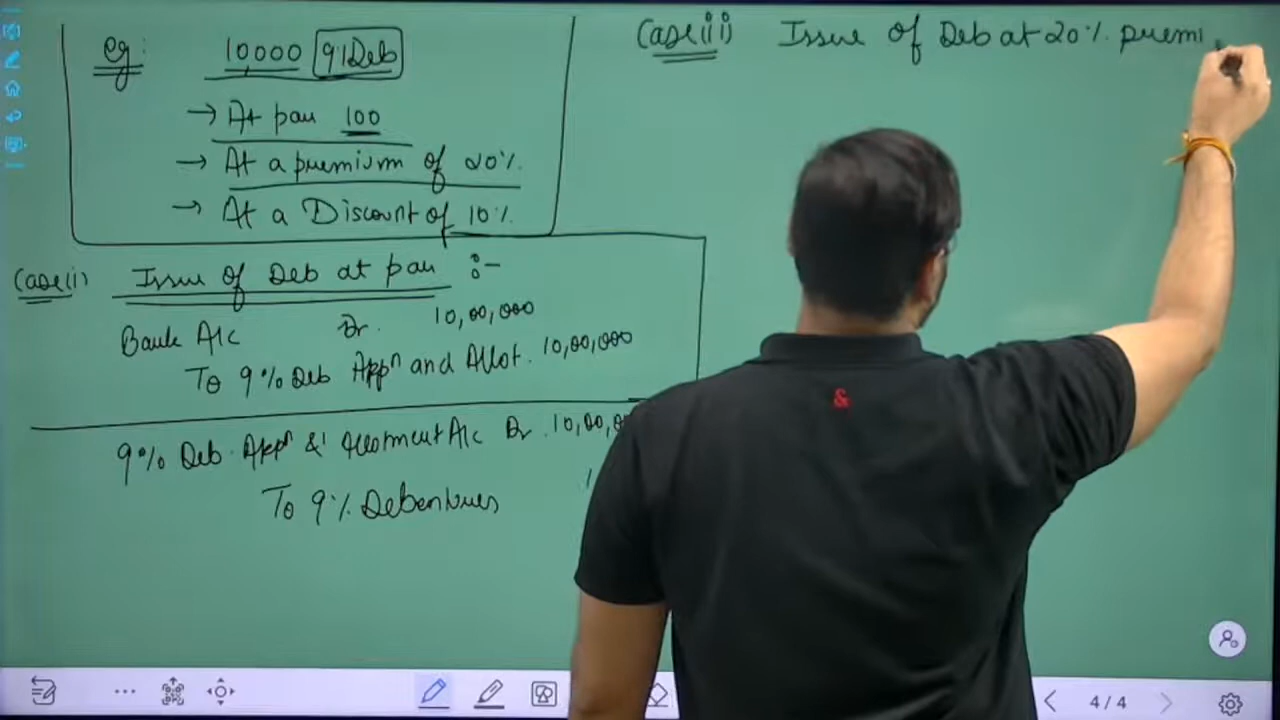 eg:
10000 9% Deb
→ At par 100
→ At a premium of 20%.
→ At a Discount of 10%.
Case(i) Issue of Deb at par :-
Bank A/c Dr. 10,00,000
To 9% Deb Appⁿ and Allot. 10,00,000
9% Deb. Appⁿ & Allotment A/c Dr. 10,00,0
To 9% Debentures
Case(ii) Issue of Deb at 20%. premi
&
4/4